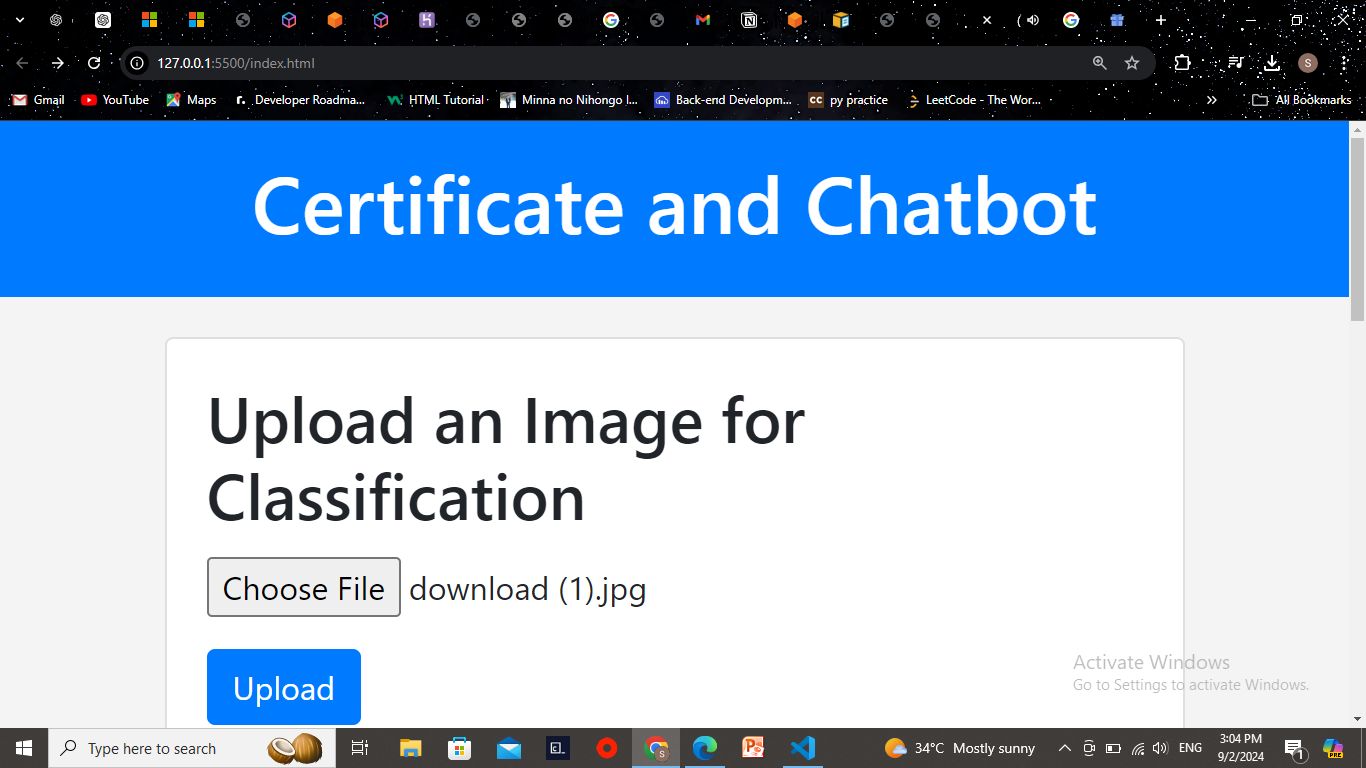 127.0.0.1:5500/index.html
S
Gmail
YouTube
Maps
r. Developer Roadma...
HTML Tutorial
Minna no Nihongo I...
Back-end Developm...
CC py practice
LeetCode - The Wor...
»
All Bookmarks
Certificate and Chatbot
Upload an Image for
Classification
Choose File download (1).jpg
Upload
Activate Windows
Go to Settings to activate Windows.
Type here to search
34°C Mostly sunny
ENG
3:04 PM
9/2/2024
1
PRE